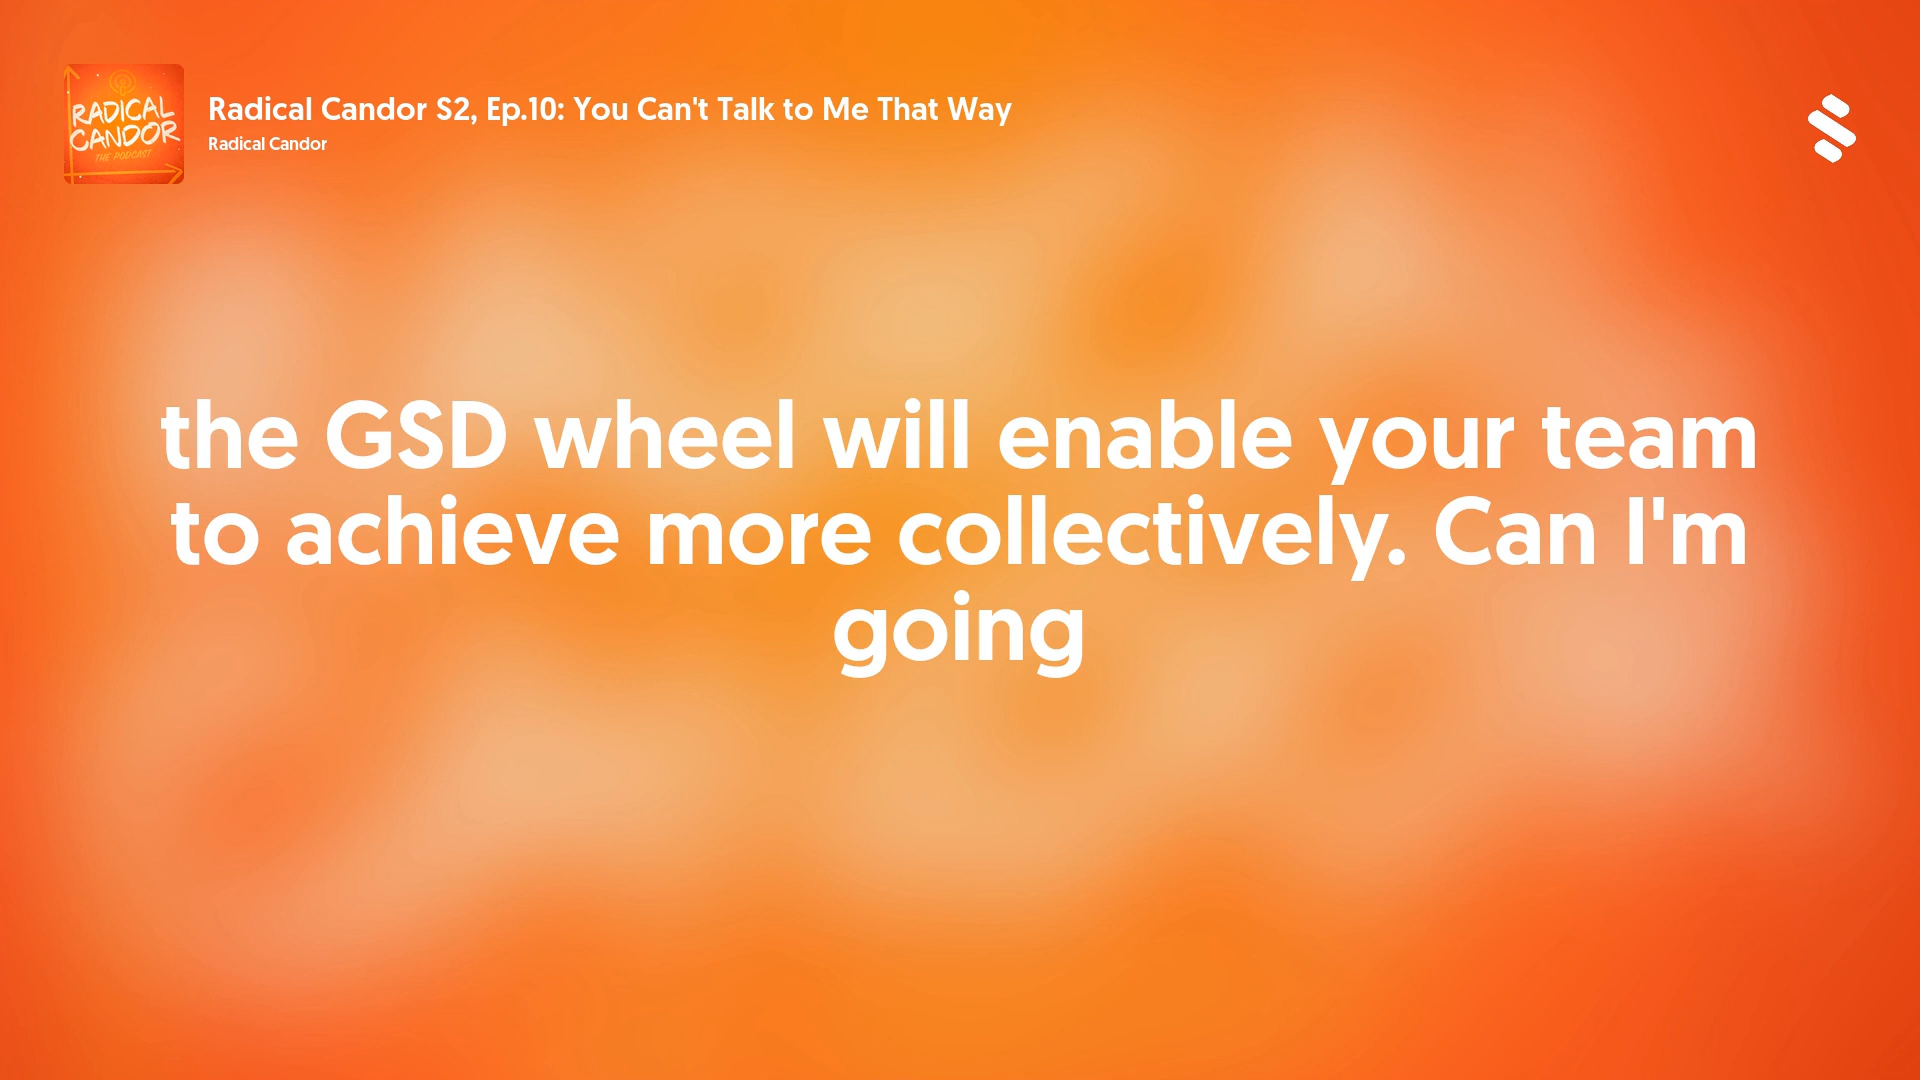 RADICAL
CANDOR
THE PODCAST
Radical Candor S2, Ep.10: You Can't Talk to Me That Way
Radical Candor
the GSD wheel will enable your team
to achieve more collectively. Can I'm
going